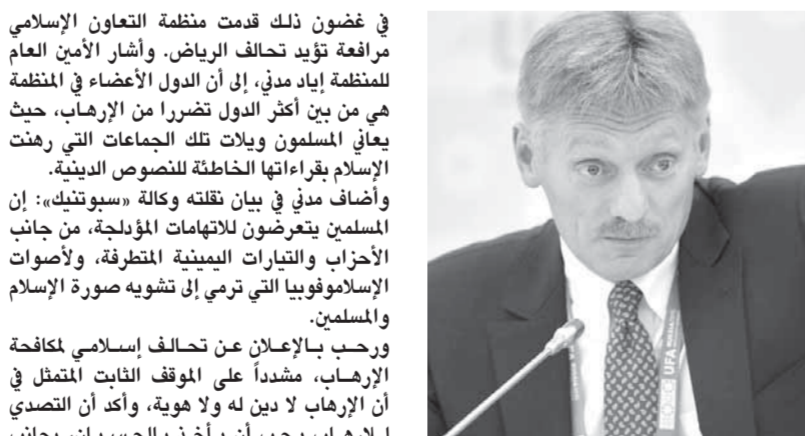 في غضون ذلك قدمت منظمة التعاون الإسلامي
مرافعة تؤيد تحالف الرياض. وأشار الأمين العام
للمنظمة إياد مدني، إلى أن الدول الأعضاء في المنظمة
هي من بين أكثر الدول تضررا من الإرهاب، حيث
يعاني المسلمون ويلات تلك الجماعات التي رهنت
الإسلام بقراءاتها الخاطئة للنصوص الدينية.
وأضاف مدني في بيان نقلته وكالة «سبوتنيك»: إن
المسلمين يتعرضون للاتهامات المؤدلجة، من جانب
الأحزاب والتيارات اليمينية المتطرفة، ولأصوات
الإسلاموفوبيا التي ترمي إلى تشويه صورة الإسلام
والمسلمين.
ورحب بالإعلان عن تحالف إسلامي لمكافحة
الإرهاب، مشدداً على الموقف الثابت المتمثل في
أن الإرهاب لا دين له ولا هوية، وأكد أن التصدي
UFA